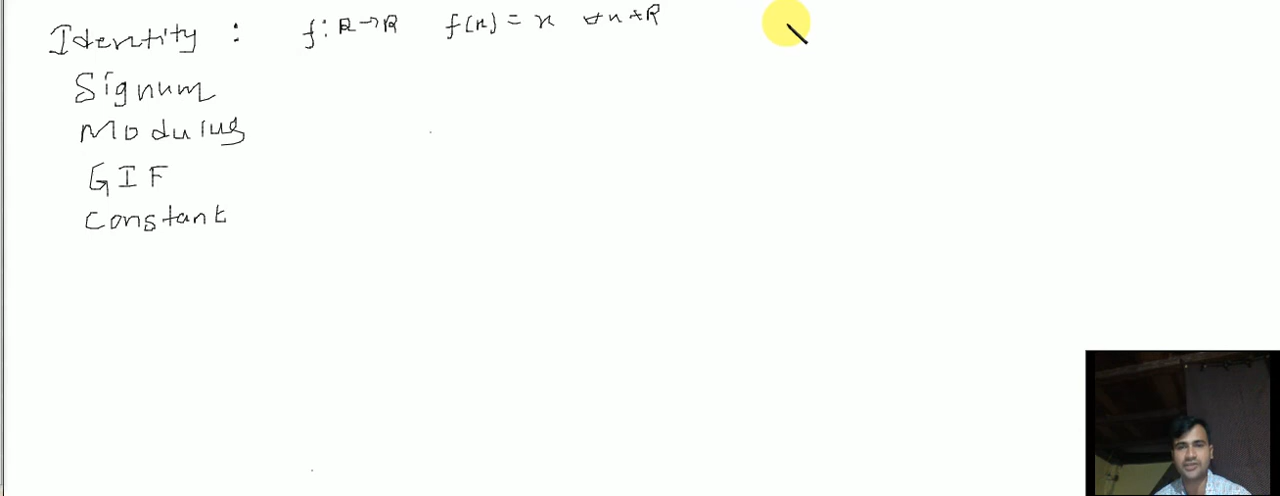 Identity : f: R→R f(x) = x ∀x∈R
Signum
Modulus
GIF
Constant